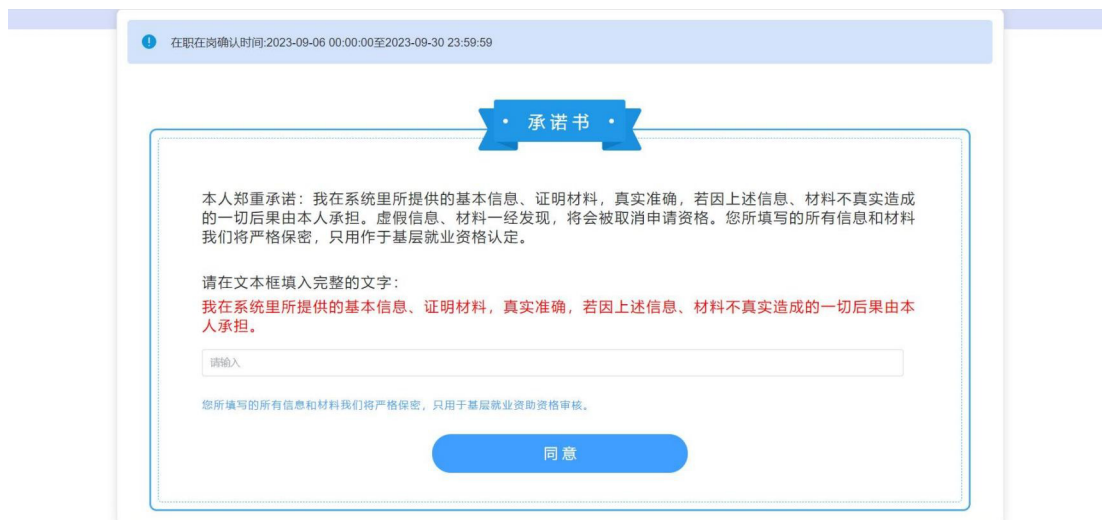 在职在岗确认时间:2023-09-06 00:00:00至2023-09-30 23:59:59
· 承诺书 ·
本人郑重承诺：我在系统里所提供的基本信息、证明材料，真实准确，若因上述信息、材料不真实造成
的一切后果由本人承担。虚假信息、材料一经发现，将会被取消申请资格。您所填写的所有信息和材料
我们将严格保密，只用作于基层就业资格认定。
请在文本框填入完整的文字：
我在系统里所提供的基本信息、证明材料，真实准确，若因上述信息、材料不真实造成的一切后果由本
人承担。
请输入
您所填写的所有信息和材料我们将严格保密，只用于基层就业资助资格审核。
同意